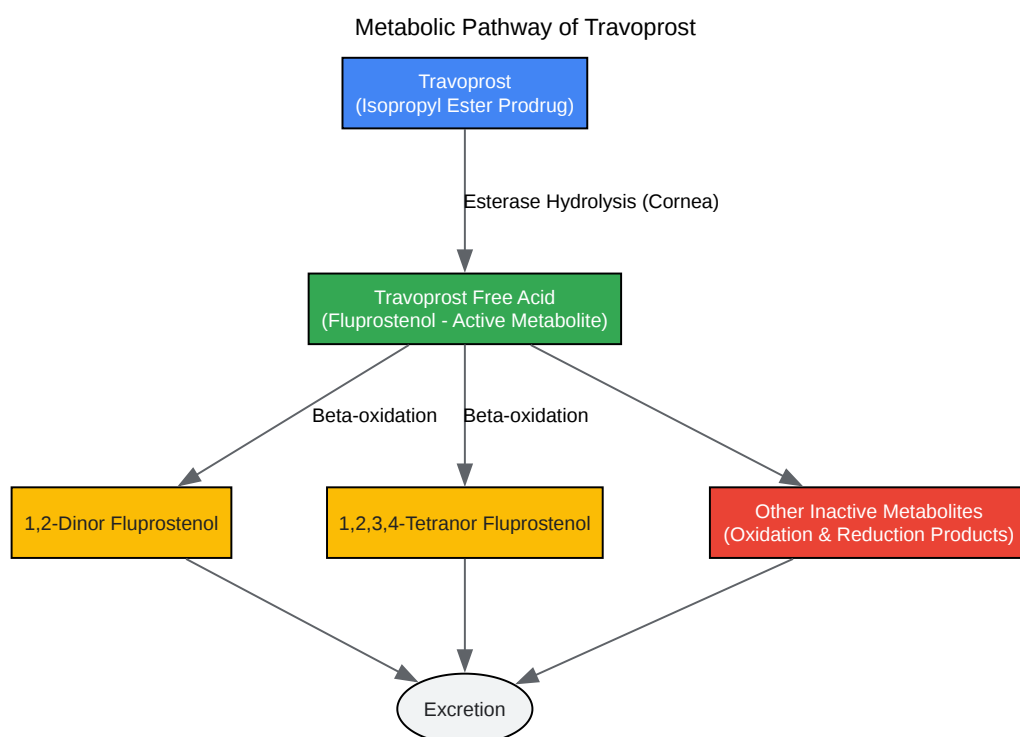 Metabolic Pathway of Travoprost
Travoprost
(Isopropyl Ester Prodrug)
Esterase Hydrolysis (Cornea)
Travoprost Free Acid
(Fluprostenol - Active Metabolite)
Beta-oxidation
Beta-oxidation
1,2-Dinor Fluprostenol
1,2,3,4-Tetranor Fluprostenol
Other Inactive Metabolites
(Oxidation & Reduction Products)
Excretion